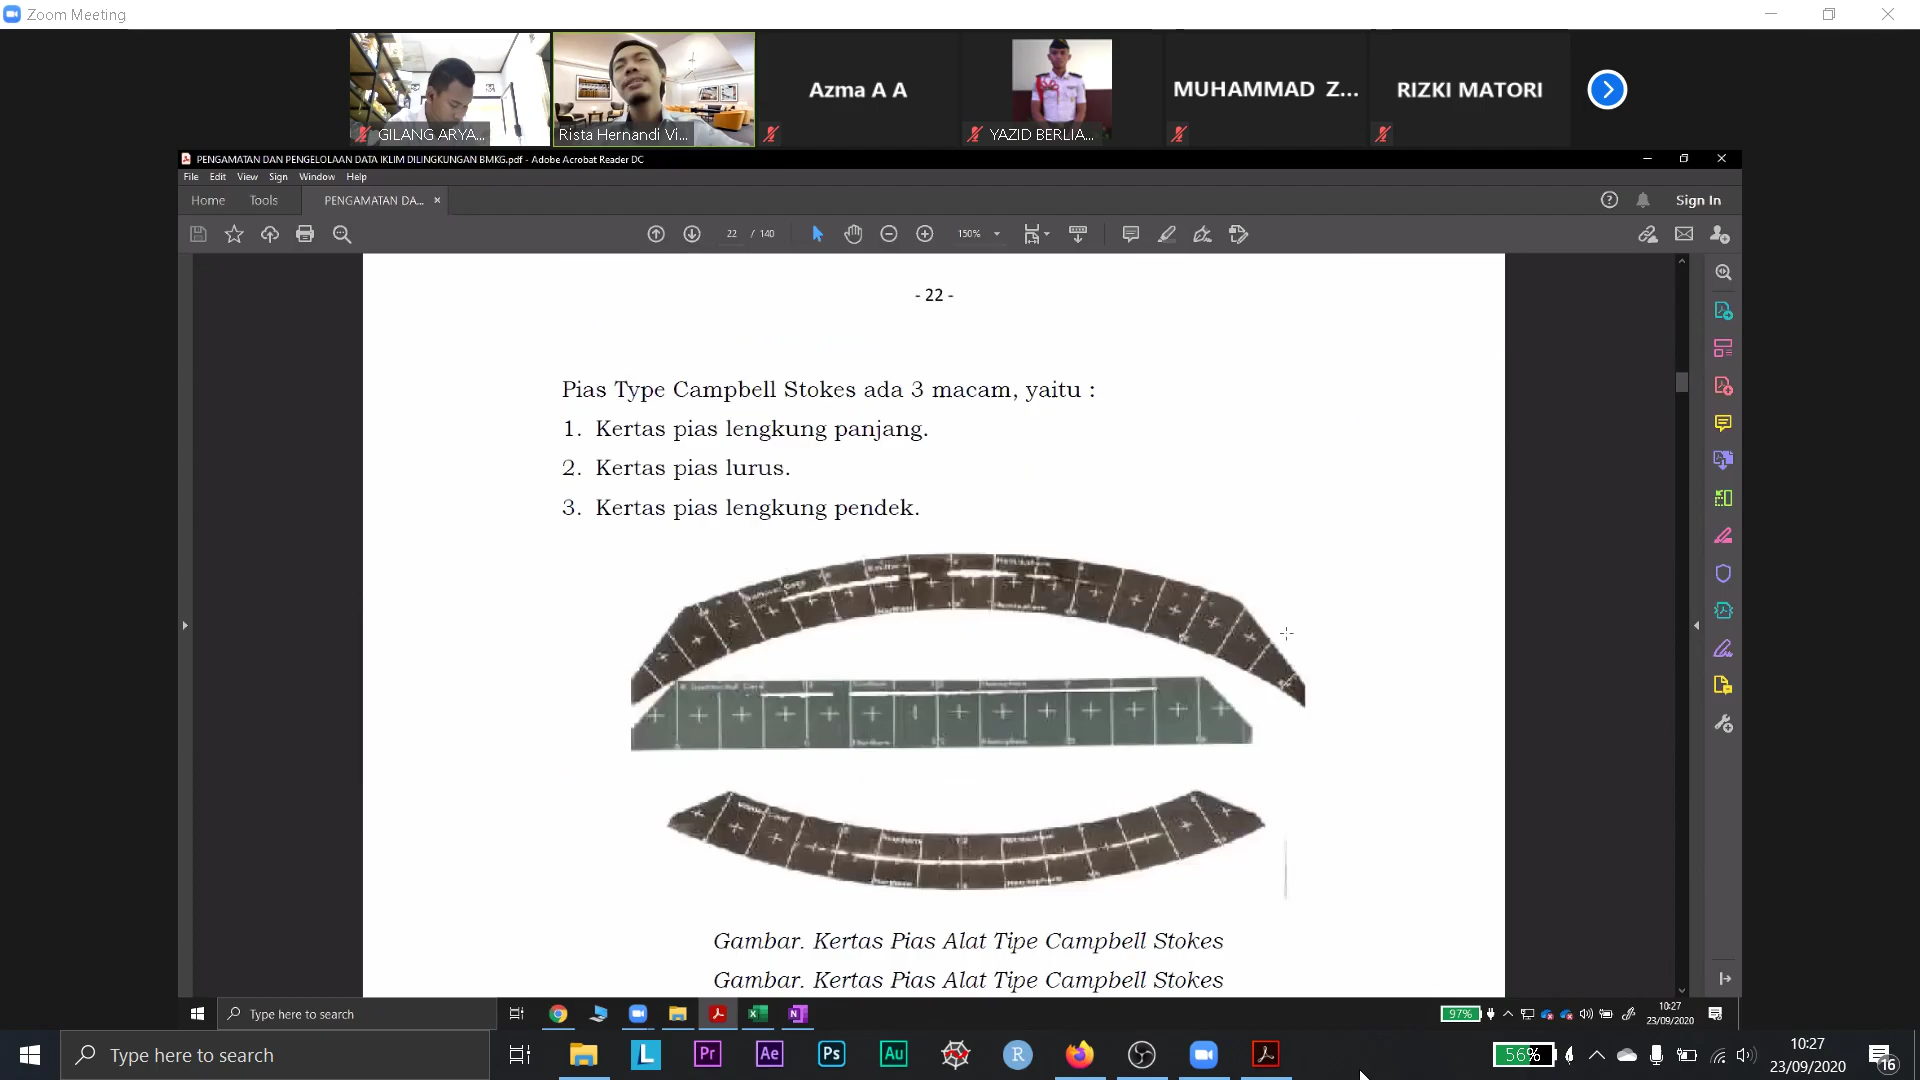 Zoom Meeting
GILANG ARYA...
Rista Hernandi Vi...
Azma A A
YAZID BERLIA...
MUHAMMAD Z...
RIZKI MATORI
PENGAMATAN DAN PENGELOLAAN DATA IKLIM DILINGKUNGAN BMKG.pdf - Adobe Acrobat Reader DC
File Edit View Sign Window Help
Home Tools PENGAMATAN DA... × Sign In
22 / 140 150%
- 22 -
Pias Type Campbell Stokes ada 3 macam, yaitu :
1. Kertas pias lengkung panjang.
2. Kertas pias lurus.
3. Kertas pias lengkung pendek.
Gambar. Kertas Pias Alat Tipe Campbell Stokes
Gambar. Kertas Pias Alat Tipe Campbell Stokes
Type here to search
97%
10:27
23/09/2020
Type here to search
L Pr Ae Ps Au R
56%
10:27
23/09/2020
16